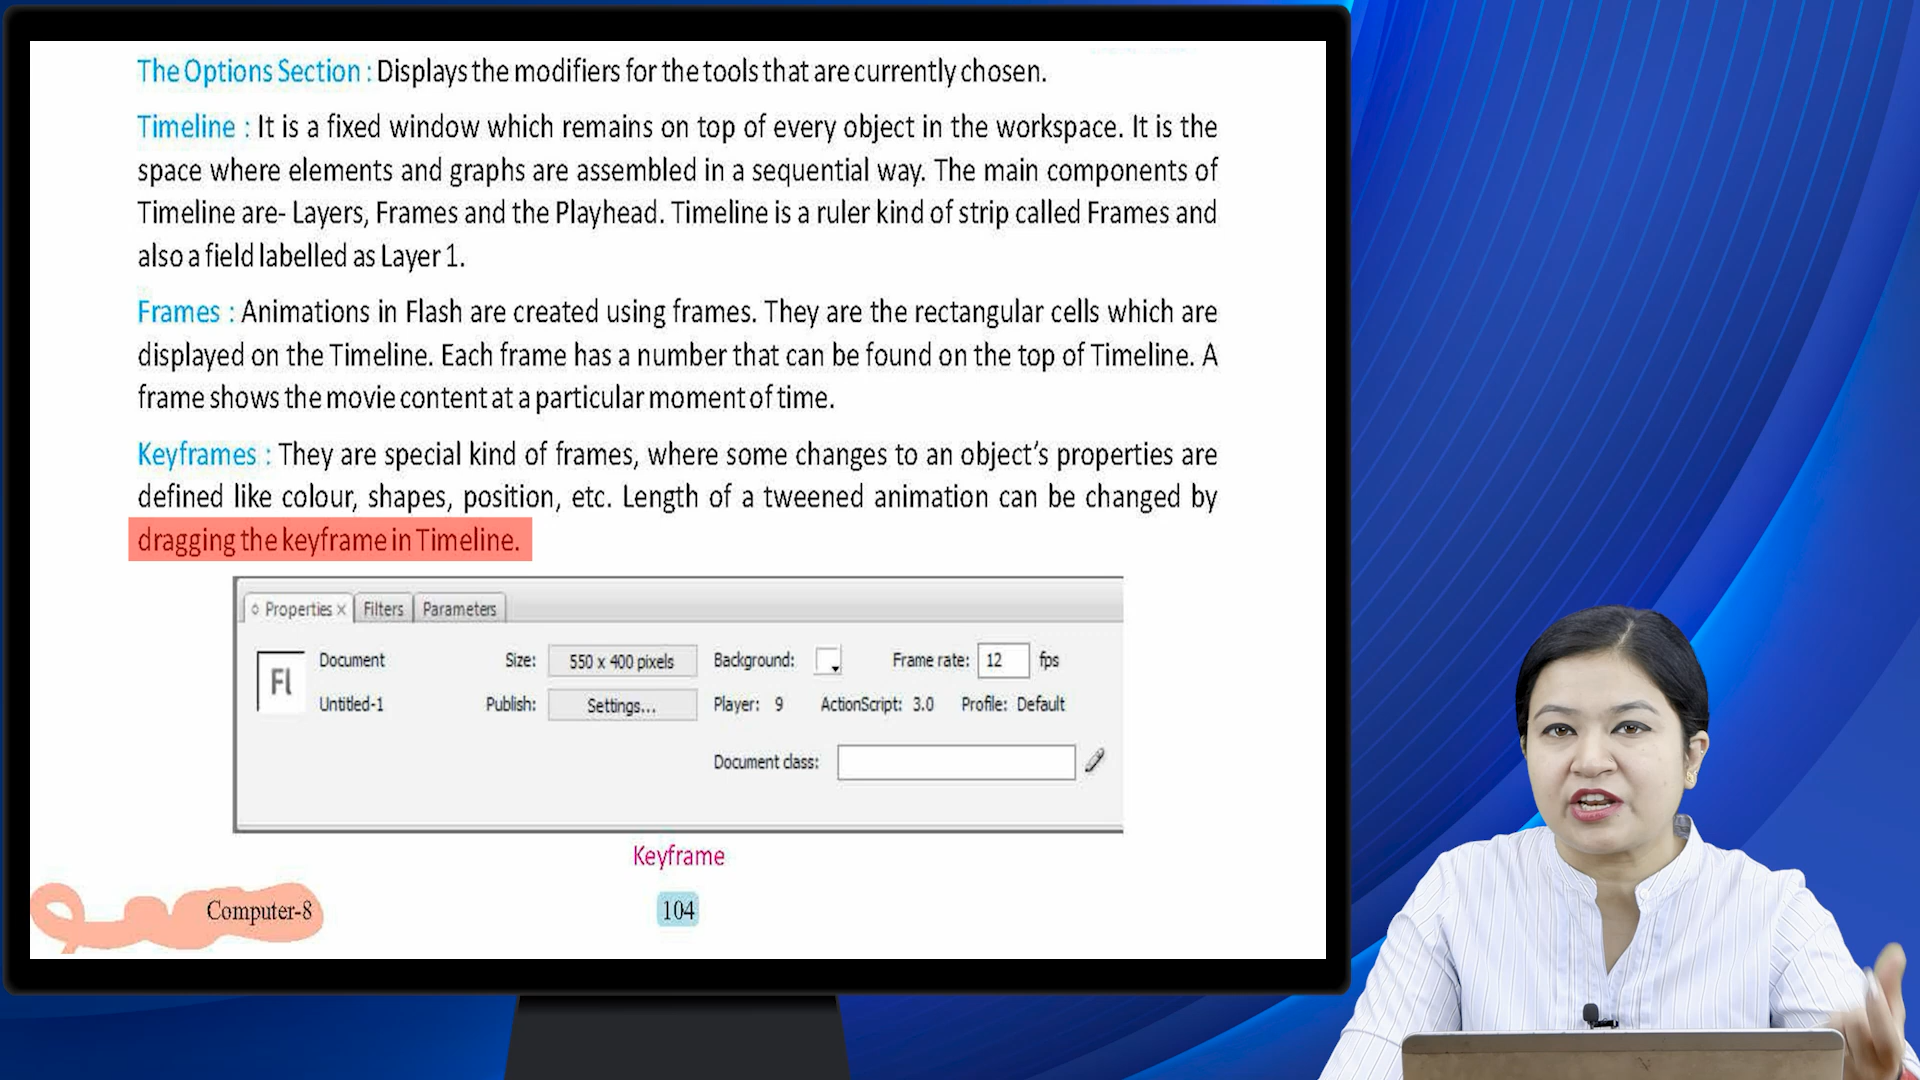 The Options Section : Displays the modifiers for the tools that are currently chosen.
Timeline : It is a fixed window which remains on top of every object in the workspace. It is the
space where elements and graphs are assembled in a sequential way. The main components of
Timeline are- Layers, Frames and the Playhead. Timeline is a ruler kind of strip called Frames and
also a field labelled as Layer 1.
Frames : Animations in Flash are created using frames. They are the rectangular cells which are
displayed on the Timeline. Each frame has a number that can be found on the top of Timeline. A
frame shows the movie content at a particular moment of time.
Keyframes : They are special kind of frames, where some changes to an object’s properties are
defined like colour, shapes, position, etc. Length of a tweened animation can be changed by
dragging the keyframe in Timeline.
Properties × Filters Parameters
Fl Document Size: 550 x 400 pixels Background: Frame rate: 12 fps
Untitled-1 Publish: Settings... Player: 9 ActionScript: 3.0 Profile: Default
Document class:
Keyframe
Computer-8 104